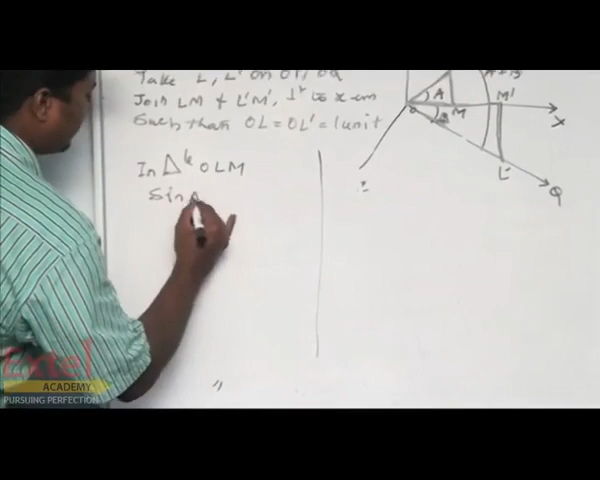 Take L, L' on OP, OQ
Join LM & L'M', ⊥r to x axis
Such that OL = OL' = 1 unit
In Δle OLM
Sin A
A
M
M'
X
L'
Q
Extel
ACADEMY
PURSUING PERFECTION